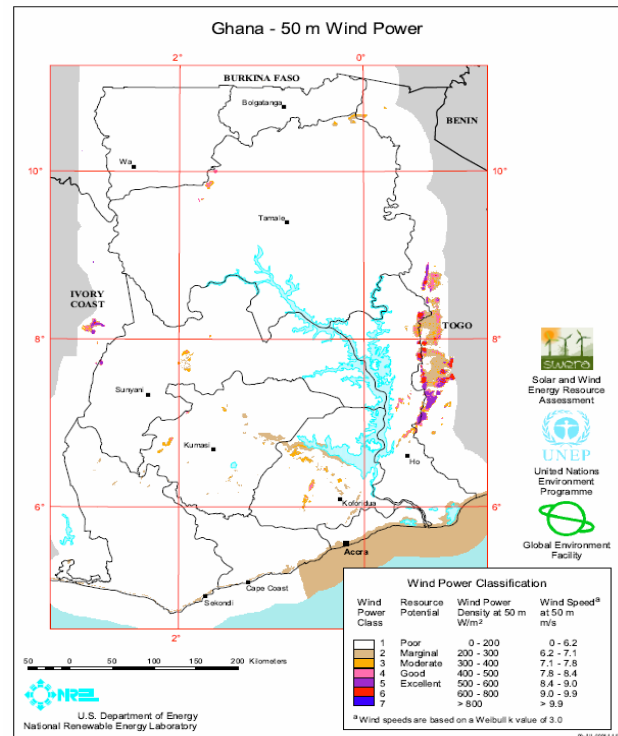 Ghana - 50 m Wind Power
2° 0°
BURKINA FASO
Bolgatanga
BENIN
Wa
10° 10°
Tamale
IVORY
COAST
TOGO
8° 8°
Sunyani
Kumasi
Ho
6° 6°
Koforidua
Accra
Cape Coast
Sekondi
2°
swera
Solar and Wind
Energy Resource
Assessment
UNEP
United Nations
Environment
Programme
Global Environment
Facility
50 0 50 100 150 200 Kilometers
NREL
U.S. Department of Energy
National Renewable Energy Laboratory
Wind Power Classification
Wind Power Class Resource Potential Wind Power Density at 50 m W/m² Wind Speedᵃ at 50 m m/s
1 Poor 0 - 200 0 - 6.2
2 Marginal 200 - 300 6.2 - 7.1
3 Moderate 300 - 400 7.1 - 7.8
4 Good 400 - 500 7.8 - 8.4
5 Excellent 500 - 600 8.4 - 9.0
6 600 - 800 9.0 - 9.9
7 > 800 > 9.9
ᵃ Wind speeds are based on a Weibull k value of 3.0